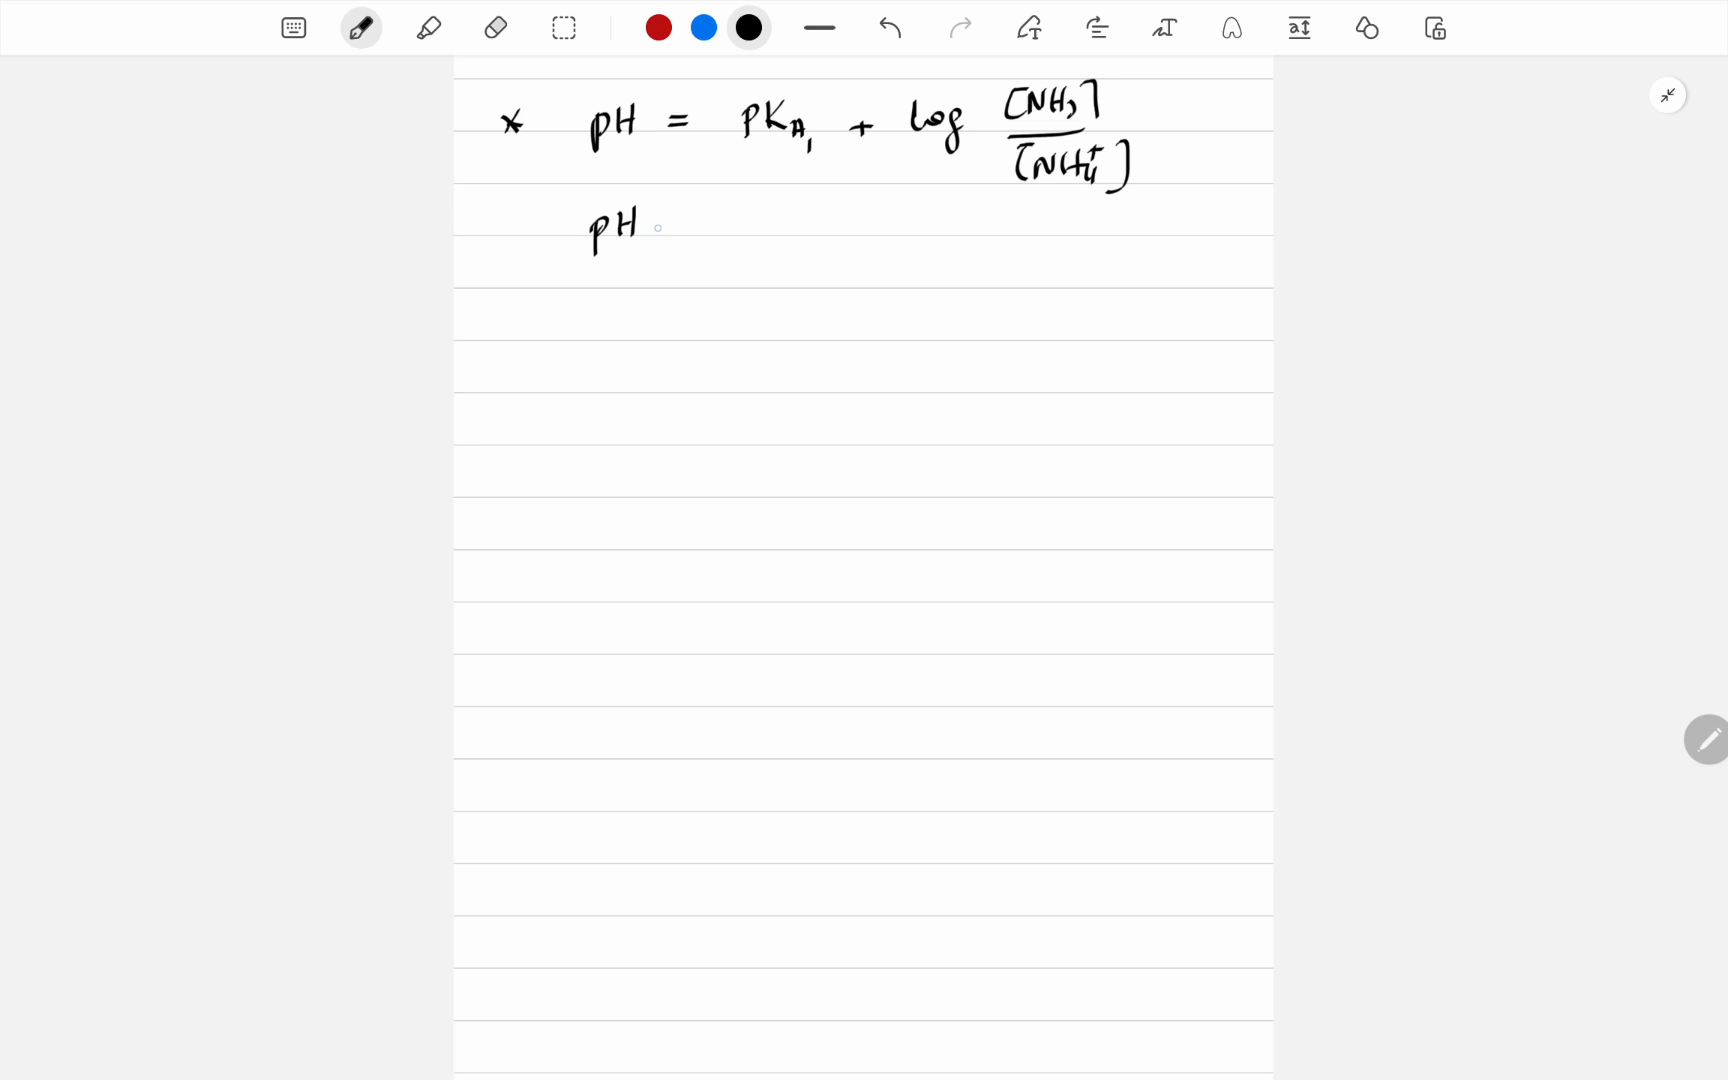 * pH = PKA1 + log [NH3] / [NH4+]
pH